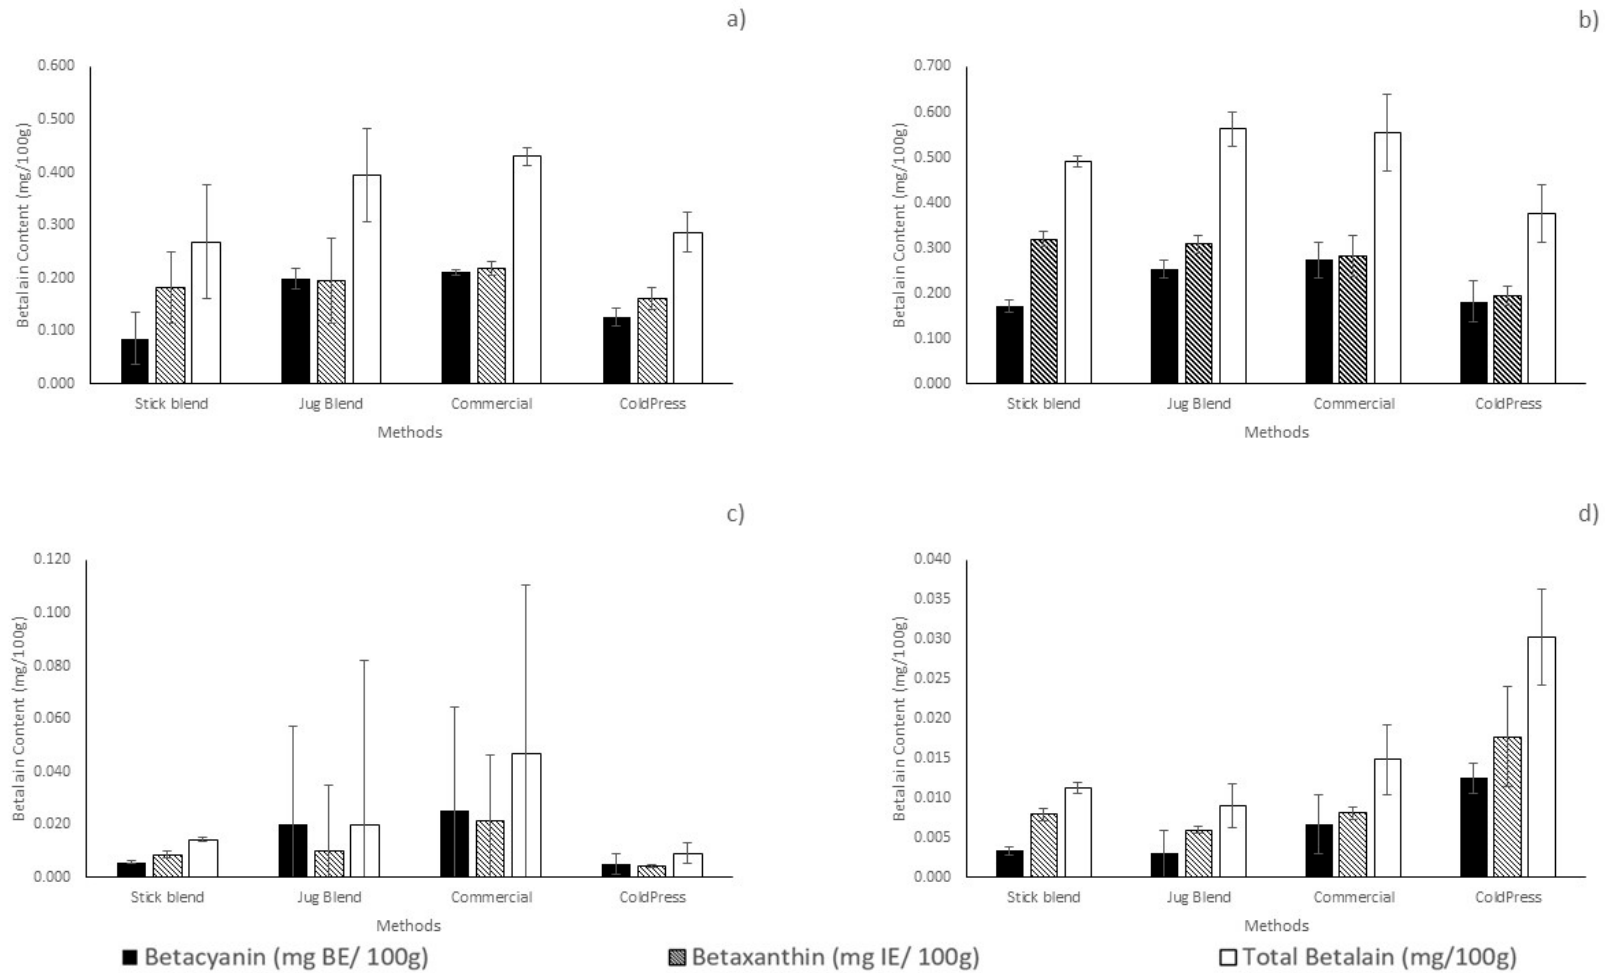 a)
0.600
0.500
0.400
0.300
0.200
0.100
0.000
Betalain Content (mg/100g)
Stick blend Jug Blend Commercial ColdPress
Methods
b)
0.700
0.600
0.500
0.400
0.300
0.200
0.100
0.000
Betalain Content (mg/100g)
Stick blend Jug Blend Commercial ColdPress
Methods
c)
0.120
0.100
0.080
0.060
0.040
0.020
0.000
Betalain Content (mg/100g)
Stick blend Jug Blend Commercial ColdPress
Methods
d)
0.040
0.035
0.030
0.025
0.020
0.015
0.010
0.005
0.000
Betalain Content (mg/100g)
Stick blend Jug Blend Commercial ColdPress
Methods
Betacyanin (mg BE/ 100g) Betaxanthin (mg IE/ 100g) Total Betalain (mg/100g)